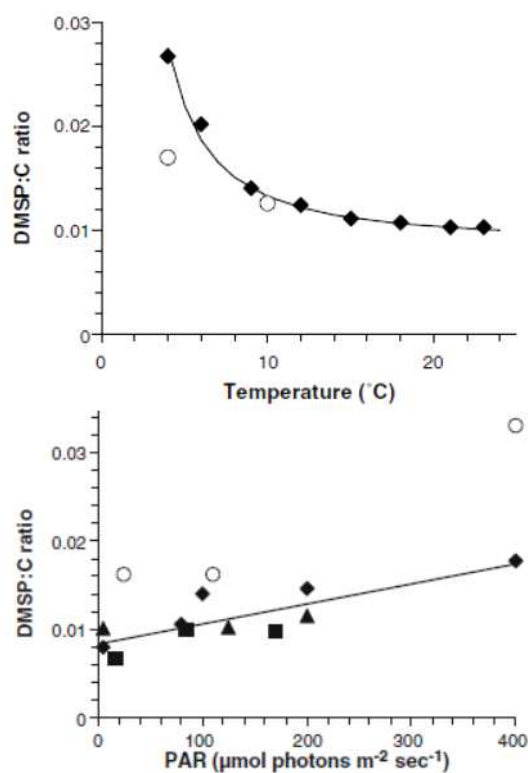 0.03
0.02
0.01
0
DMSP:C ratio
0 10 20
Temperature (˚C)
0.03
0.02
0.01
0
DMSP:C ratio
0 100 200 300 400
PAR (µmol photons m⁻² sec⁻¹)